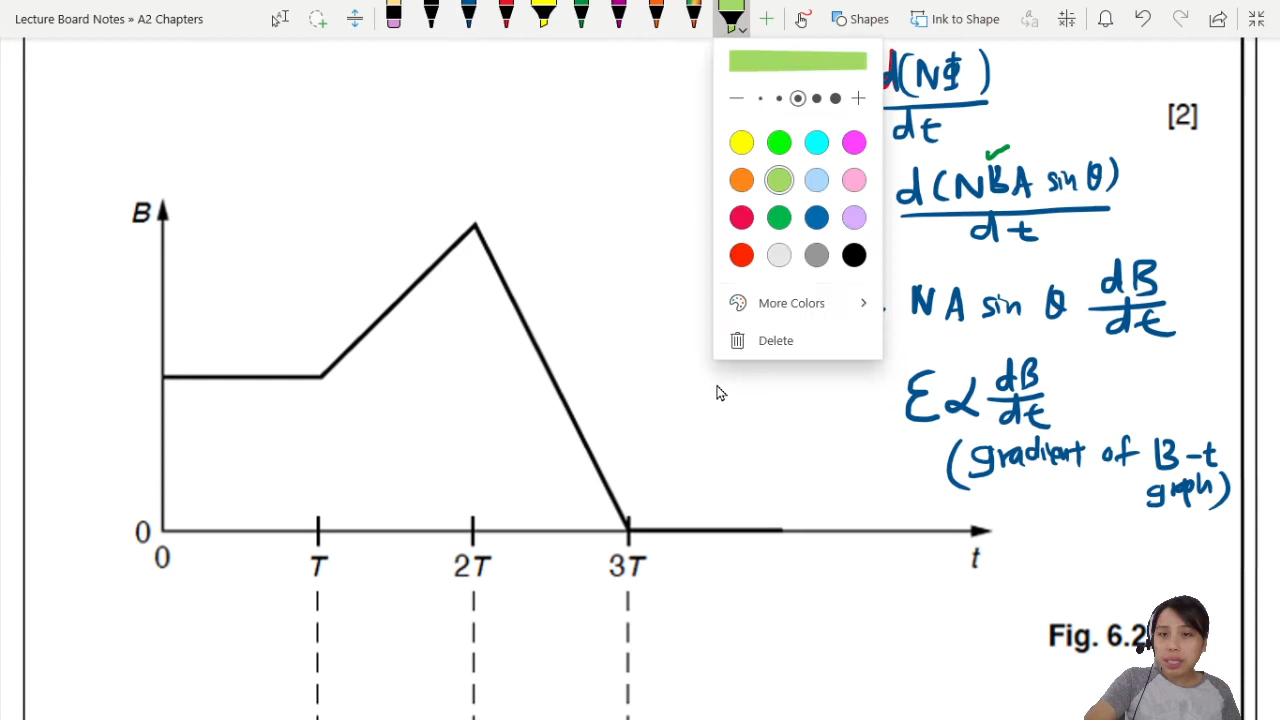 Lecture Board Notes » A2 Chapters
Shapes
Ink to Shape
d(NΦ)
dt
[2]
d(NBA sin θ)
dt
B
NA sin θ dB
dt
More Colors
Delete
ε α dB
dt
(gradient of B-t
graph)
0
0
T
2T
3T
t
Fig. 6.2